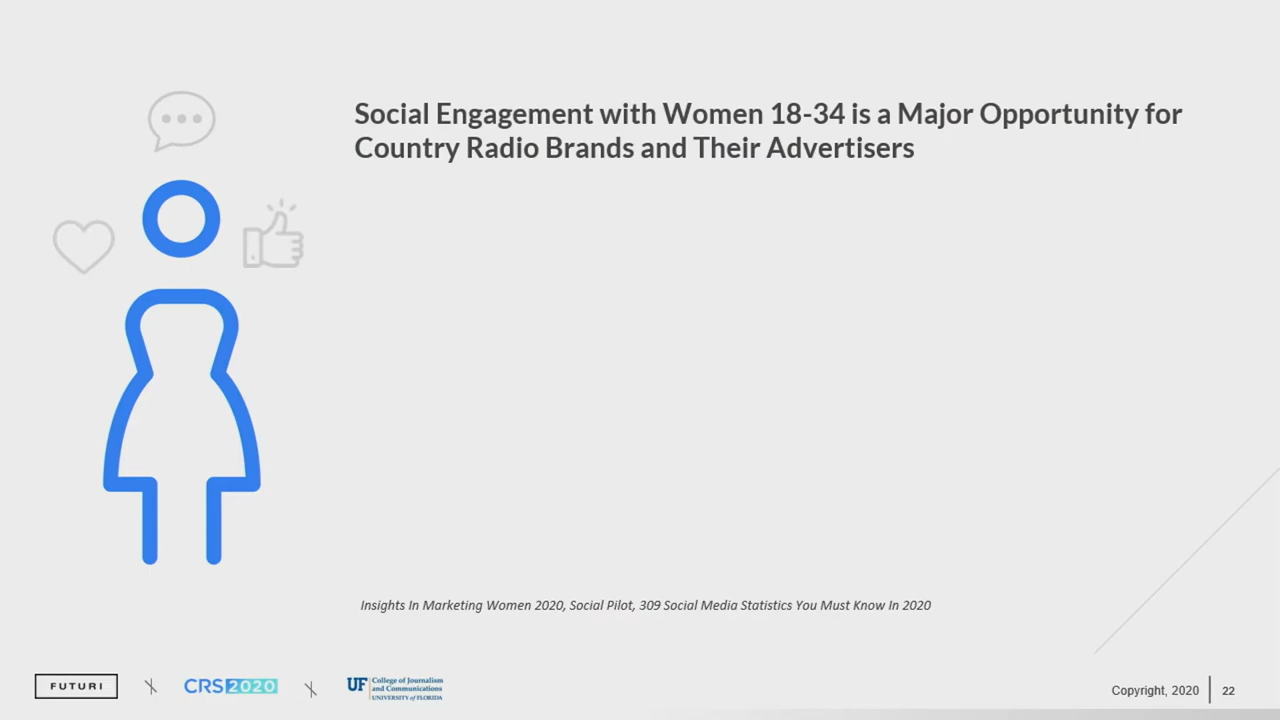 Social Engagement with Women 18-34 is a Major Opportunity for
Country Radio Brands and Their Advertisers
Insights In Marketing Women 2020, Social Pilot, 309 Social Media Statistics You Must Know In 2020
FUTURI
CRS2020
UF
College of Journalism
and Communications
UNIVERSITY of FLORIDA
Copyright, 2020
22